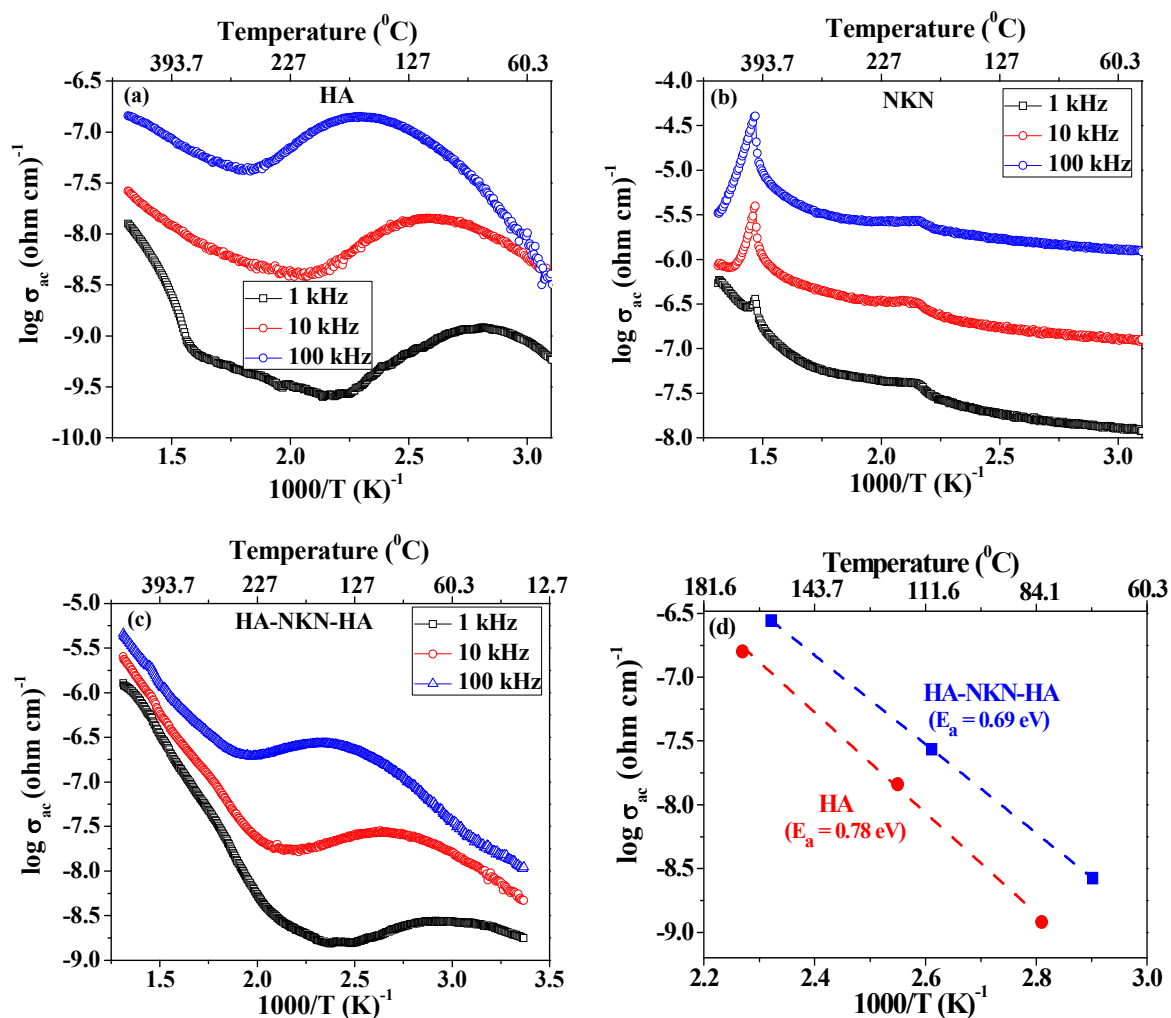 Temperature (⁰C)
393.7 227 127 60.3
(a) HA
-6.5
-7.0
-7.5
-8.0
-8.5
-9.0
-9.5
-10.0
log σac (ohm cm)⁻¹
1 kHz
10 kHz
100 kHz
1.5 2.0 2.5 3.0
1000/T (K)⁻¹
Temperature (⁰C)
393.7 227 127 60.3
(b) NKN
-4.0
-4.5
-5.0
-5.5
-6.0
-6.5
-7.0
-7.5
-8.0
log σac (ohm cm)⁻¹
1 kHz
10 kHz
100 kHz
1.5 2.0 2.5 3.0
1000/T (K)⁻¹
Temperature (⁰C)
393.7 227 127 60.3 12.7
(c) HA-NKN-HA
-5.0
-5.5
-6.0
-6.5
-7.0
-7.5
-8.0
-8.5
-9.0
log σac (ohm cm)⁻¹
1 kHz
10 kHz
100 kHz
1.5 2.0 2.5 3.0 3.5
1000/T (K)⁻¹
Temperature (⁰C)
181.6 143.7 111.6 84.1 60.3
(d)
-6.5
-7.0
-7.5
-8.0
-8.5
-9.0
log σac (ohm cm)⁻¹
HA-NKN-HA
(Ea = 0.69 eV)
HA
(Ea = 0.78 eV)
2.2 2.4 2.6 2.8 3.0
1000/T (K)⁻¹